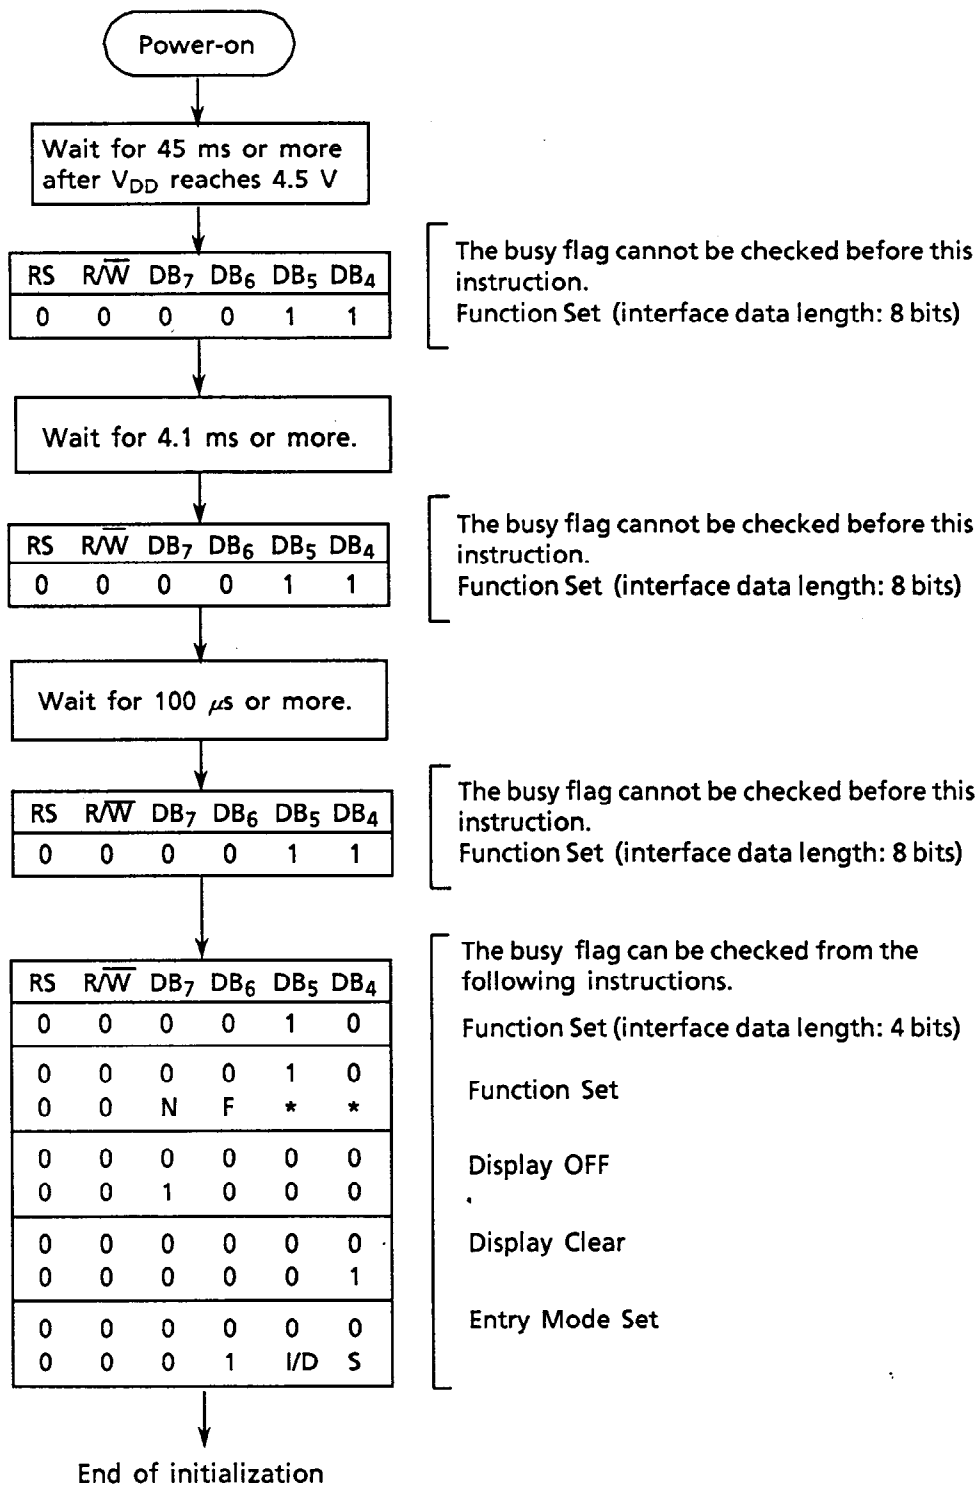 Power-on
Wait for 45 ms or more
after VDD reaches 4.5 V
RS R/W̅ DB7 DB6 DB5 DB4
0 0 0 0 1 1
The busy flag cannot be checked before this
instruction.
Function Set (interface data length: 8 bits)
Wait for 4.1 ms or more.
RS R/W̅ DB7 DB6 DB5 DB4
0 0 0 0 1 1
The busy flag cannot be checked before this
instruction.
Function Set (interface data length: 8 bits)
Wait for 100 μs or more.
RS R/W̅ DB7 DB6 DB5 DB4
0 0 0 0 1 1
The busy flag cannot be checked before this
instruction.
Function Set (interface data length: 8 bits)
RS R/W̅ DB7 DB6 DB5 DB4
The busy flag can be checked from the
following instructions.
0 0 0 0 1 0
Function Set (interface data length: 4 bits)
0 0 0 0 1 0
0 0 N F * *
Function Set
0 0 0 0 0 0
0 0 1 0 0 0
Display OFF
0 0 0 0 0 0
0 0 0 0 0 1
Display Clear
0 0 0 0 0 0
0 0 0 1 I/D S
Entry Mode Set
End of initialization